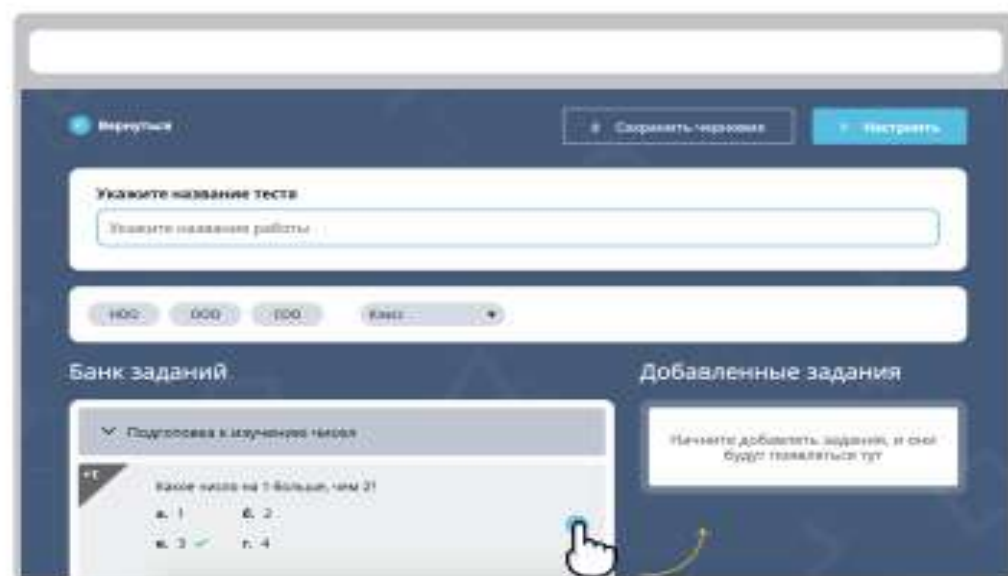 Вернуться
Сохранить черновик
Настроить
Укажите название теста
Укажите название работы
НОО ООО СОО Класс
Банк заданий
Добавленные задания
Подготовка к изучению чисел
Начните добавлять задания, и они
будут появляться тут
Какое число на 1 больше, чем 2?
а. 1 б. 2
в. 3 г. 4